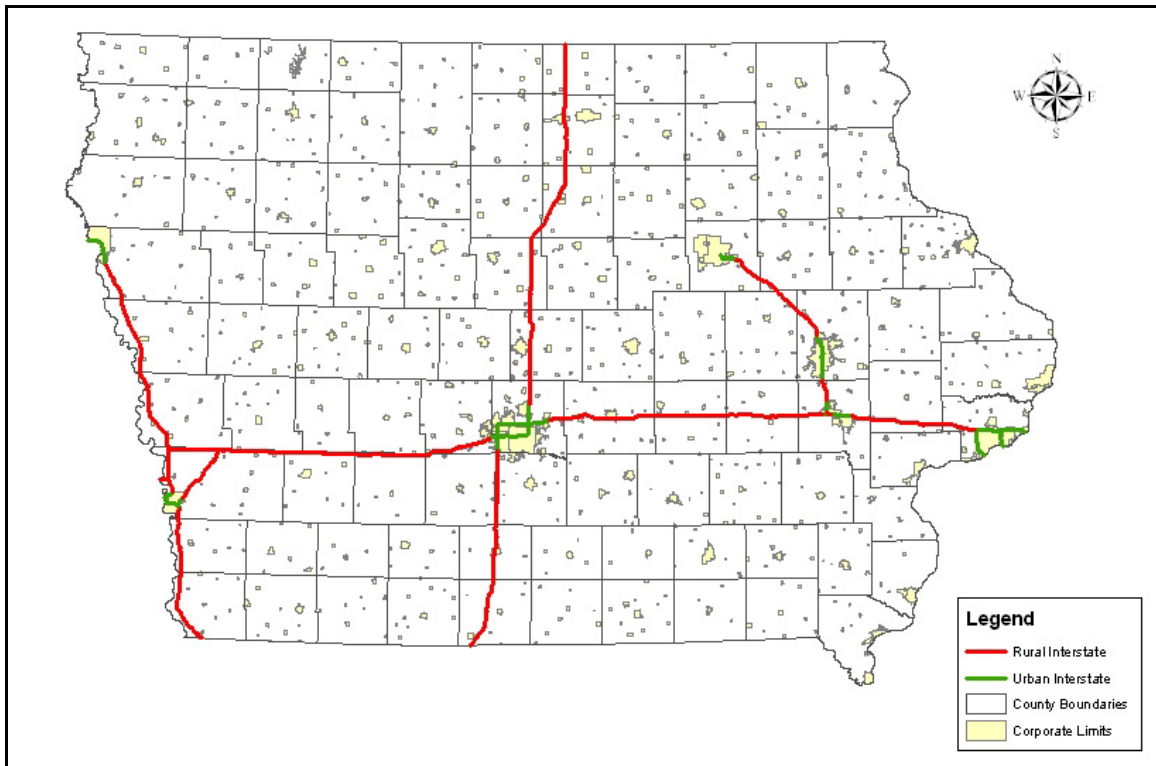 N
W E
S
Legend
Rural Interstate
Urban Interstate
County Boundaries
Corporate Limits